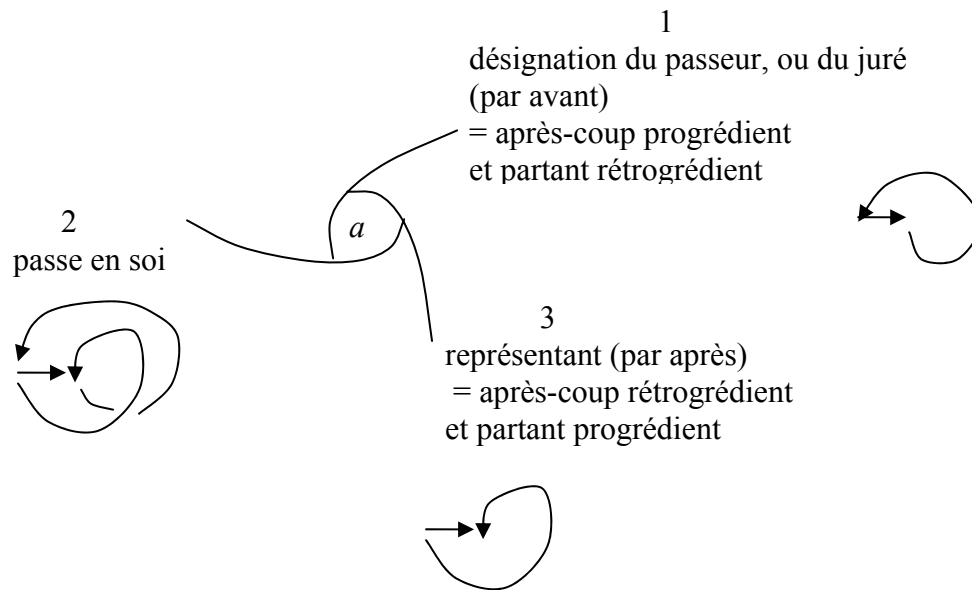 1
désignation du passeur, ou du juré
(par avant)
= après-coup progrédient
et partant rétrogrédient
2
passe en soi
a
3
représentant (par après)
= après-coup rétrogrédient
et partant progrédient